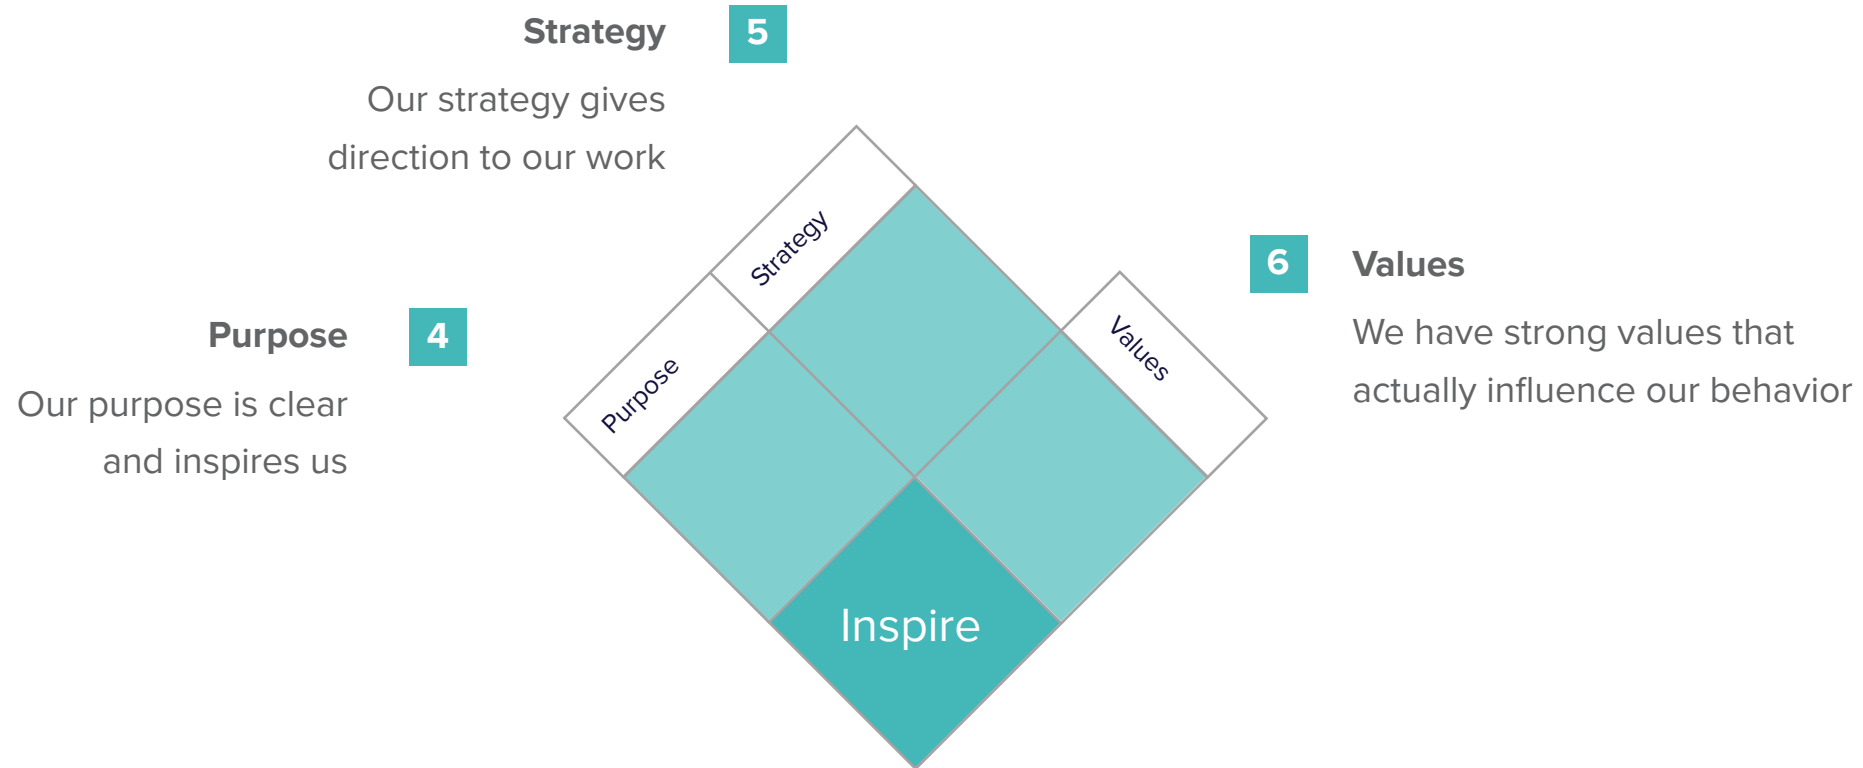 Strategy
5
Our strategy gives
direction to our work
Purpose
4
Our purpose is clear
and inspires us
6
Values
We have strong values that
actually influence our behavior
Strategy
Purpose
Values
Inspire